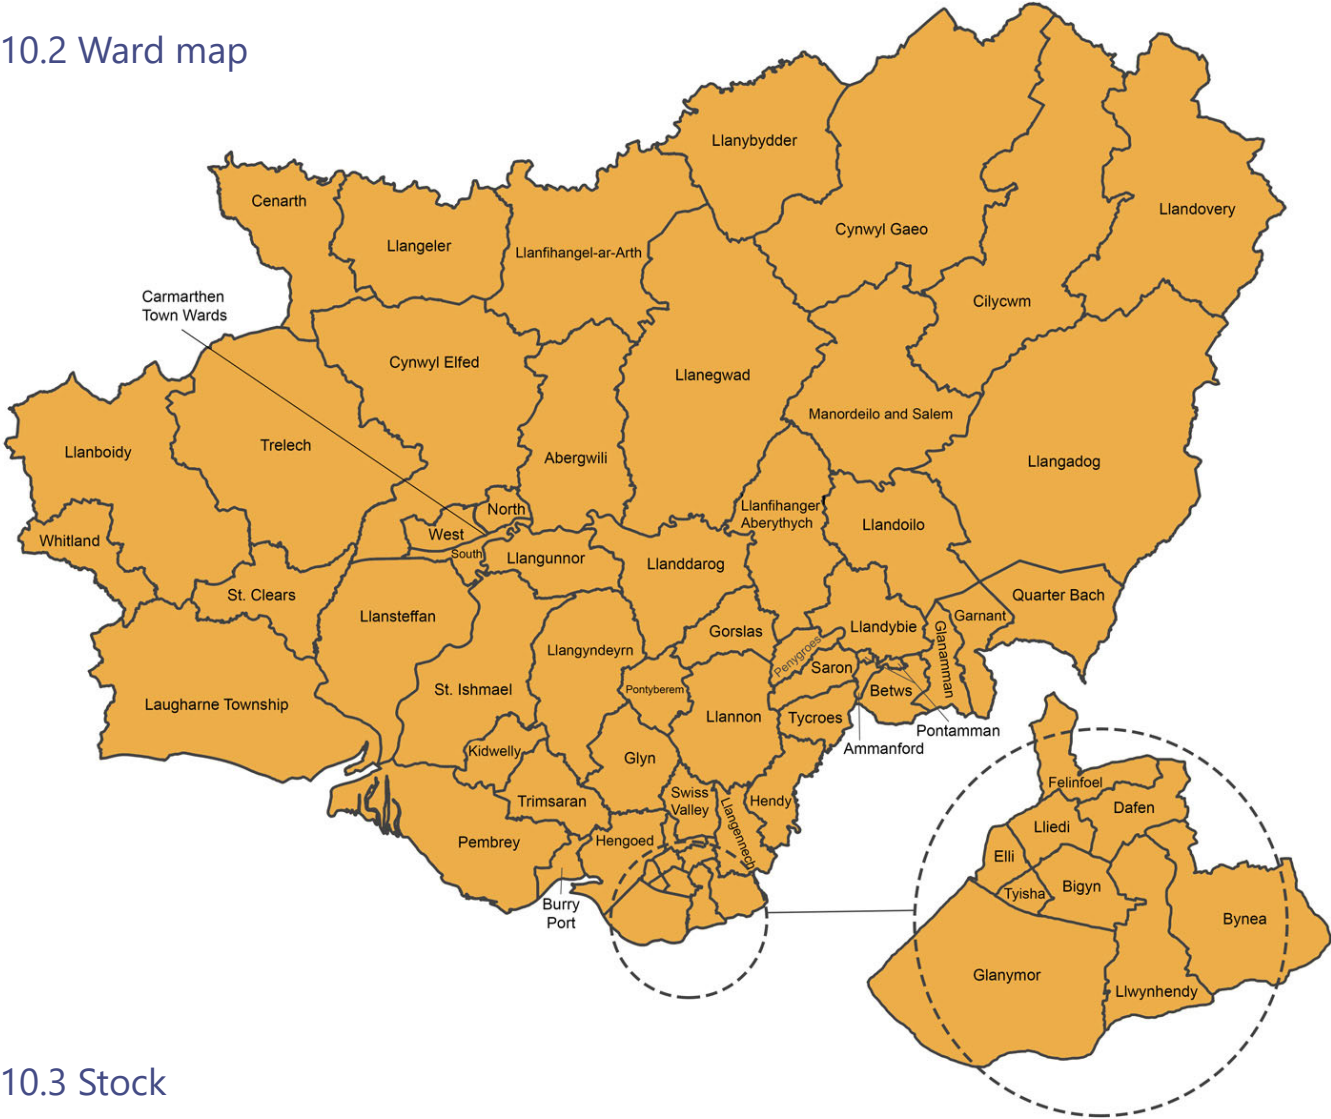 10.2 Ward map
Llanybydder
Cenarth
Llandovery
Cynwyl Gaeo
Llangeler
Llanfihangel-ar-Arth
Carmarthen
Town Wards
Cilycwm
Cynwyl Elfed
Llanegwad
Manordeilo and Salem
Trelech
Llanboidy
Abergwili
Llangadog
North
Llanfihanger
Aberythych
Llandoilo
West
Whitland
South
Llangunnor
Llanddarog
St. Clears
Quarter Bach
Llansteffan
Garnant
Gorslas
Llandybie
Glanamman
Llangyndeyrn
Penygroes
Saron
St. Ishmael
Pontyberem
Betws
Laugharne Township
Llannon
Tycroes
Pontamman
Ammanford
Kidwelly
Glyn
Felinfoel
Swiss
Valley
Trimsaran
Hendy
Llangennech
Dafen
Lliedi
Pembrey
Hengoed
Elli
Bigyn
Tyisha
Burry
Port
Bynea
Glanymor
Llwynhendy
10.3 Stock